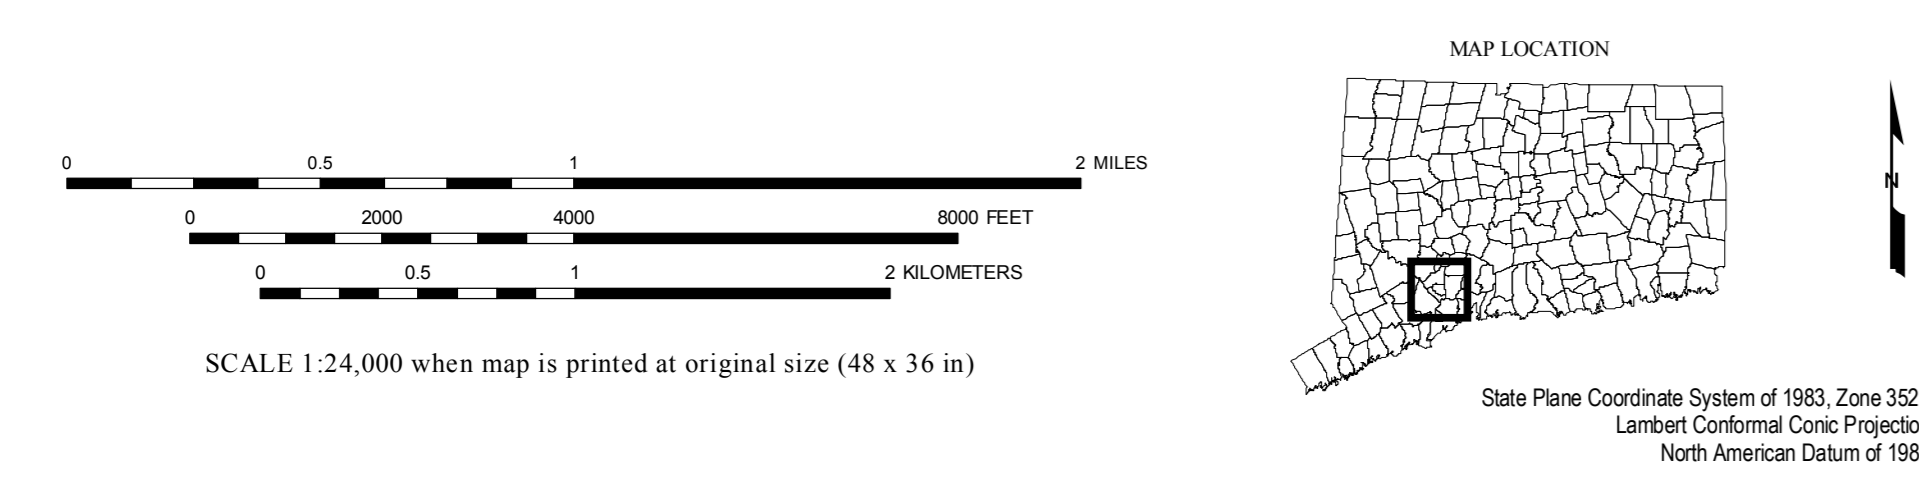 0 0.5 1 2 MILES
0 2000 4000 8000 FEET
0 0.5 1 2 KILOMETERS
SCALE 1:24,000 when map is printed at original size (48 x 36 in)
MAP LOCATION
N
State Plane Coordinate System of 1983, Zone 352
Lambert Conformal Conic Projectio
North American Datum of 198